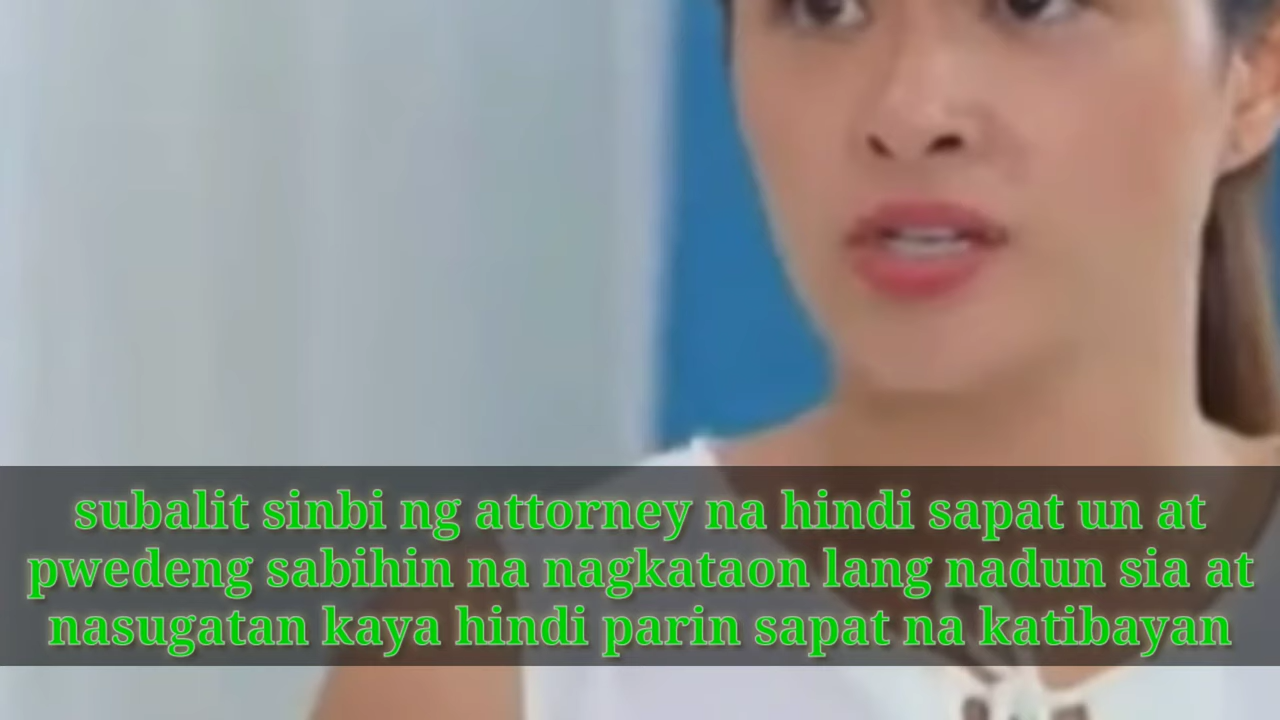 subalit sinbi ng attorney na hindi sapat un at
pwedeng sabihin na nagkataon lang nadun sia at
nasugatan kaya hindi parin sapat na katibayan